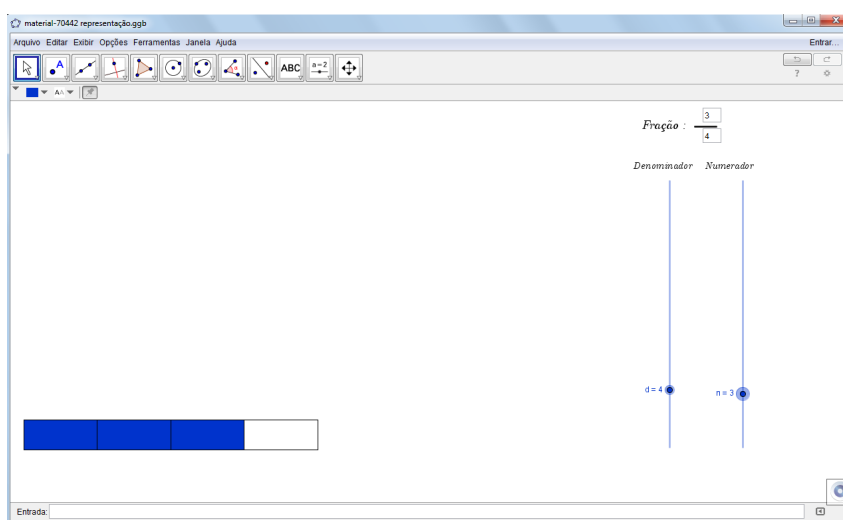 material-70442 representação.ggb
Arquivo Editar Exibir Opções Ferramentas Janela Ajuda
Entrar...
A
α
ABC
a=2
?
AA
Fração :
3
4
Denominador Numerador
d = 4
n = 3
Entrada: